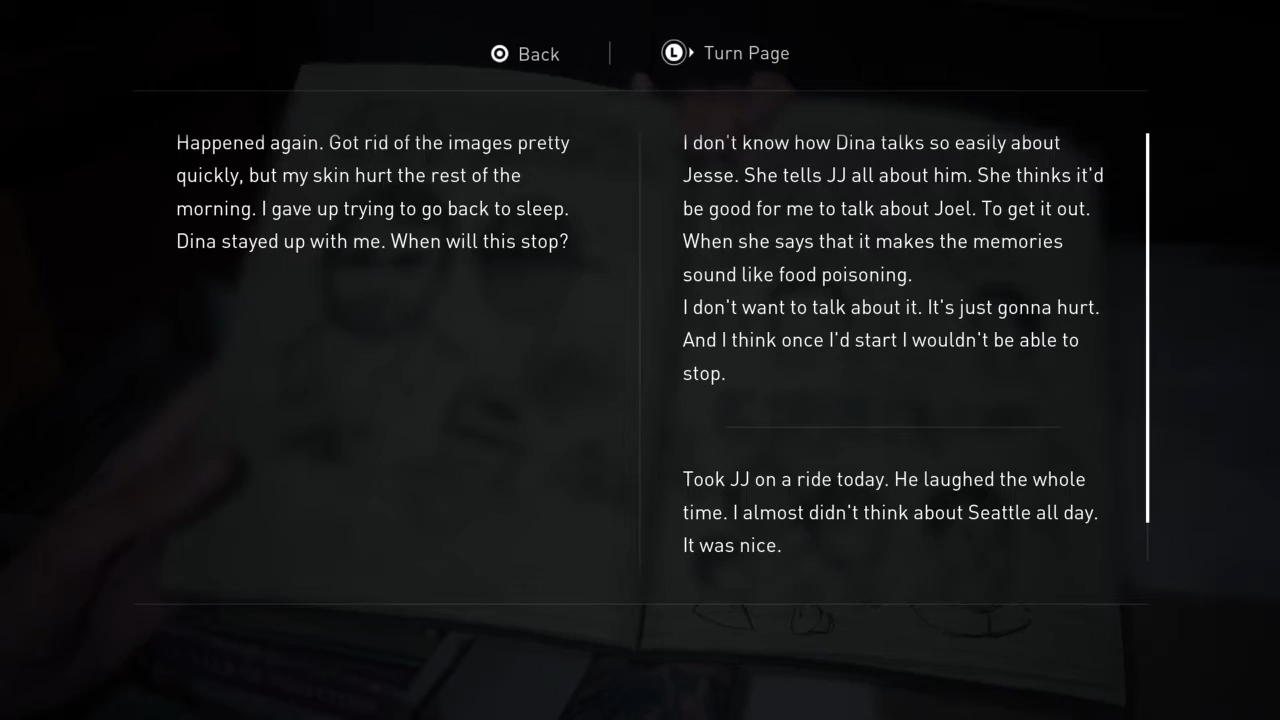 Back
Turn Page
Happened again. Got rid of the images pretty
quickly, but my skin hurt the rest of the
morning. I gave up trying to go back to sleep.
Dina stayed up with me. When will this stop?
I don't know how Dina talks so easily about
Jesse. She tells JJ all about him. She thinks it'd
be good for me to talk about Joel. To get it out.
When she says that it makes the memories
sound like food poisoning.
I don't want to talk about it. It's just gonna hurt.
And I think once I'd start I wouldn't be able to
stop.
Took JJ on a ride today. He laughed the whole
time. I almost didn't think about Seattle all day.
It was nice.